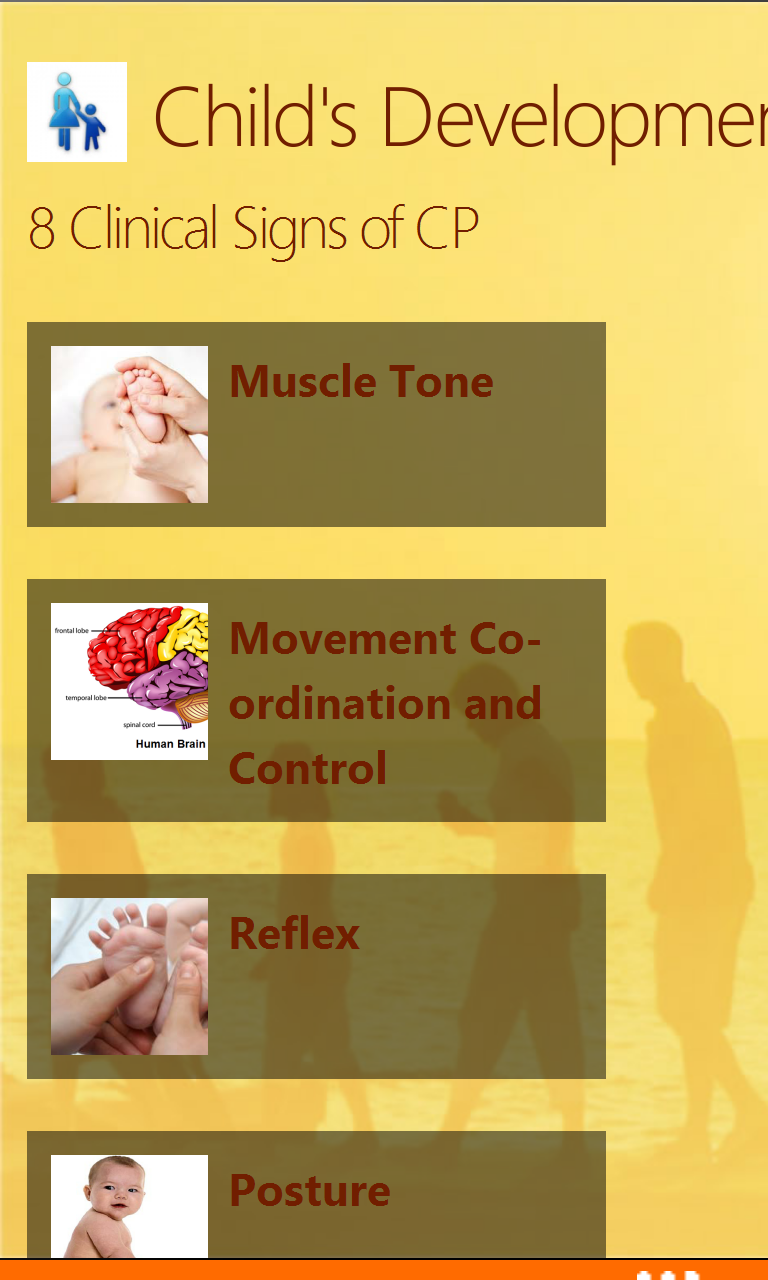 Child's Developmen
8 Clinical Signs of CP
Muscle Tone
frontal lobe
temporal lobe
spinal cord
Human Brain
Movement Co-
ordination and
Control
Reflex
Posture